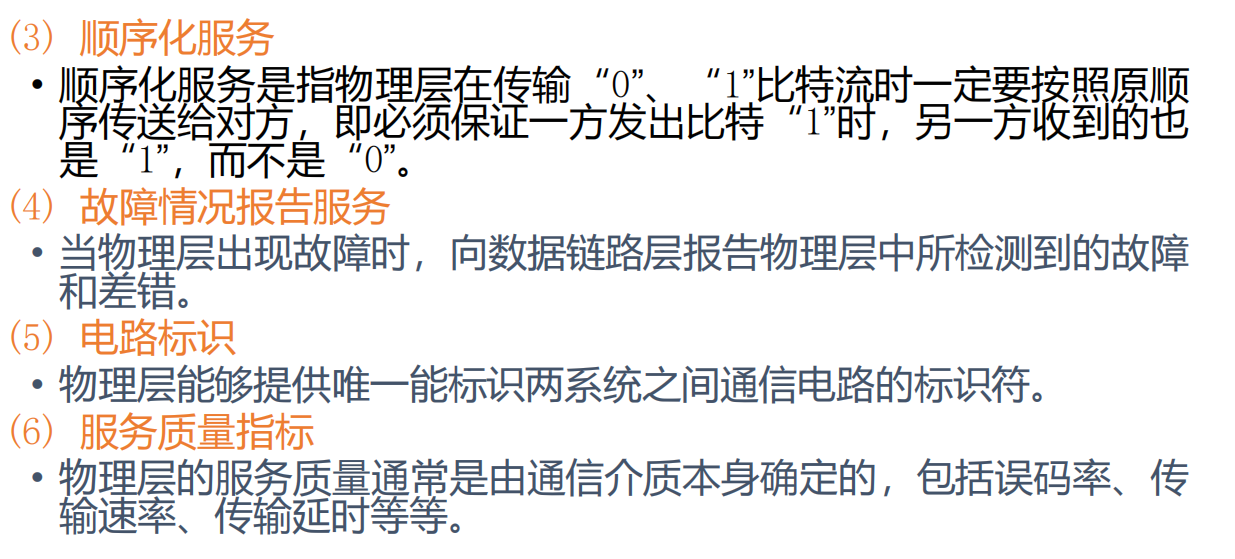 (3) 顺序化服务
• 顺序化服务是指物理层在传输“0”、“1”比特流时一定要按照原顺
序传送给对方，即必须保证一方发出比特“1”时，另一方收到的也
是“1”，而不是“0”。
(4) 故障情况报告服务
• 当物理层出现故障时，向数据链路层报告物理层中所检测到的故障
和差错。
(5) 电路标识
• 物理层能够提供唯一能标识两系统之间通信电路的标识符。
(6) 服务质量指标
• 物理层的服务质量通常是由通信介质本身确定的，包括误码率、传
输速率、传输延时等等。